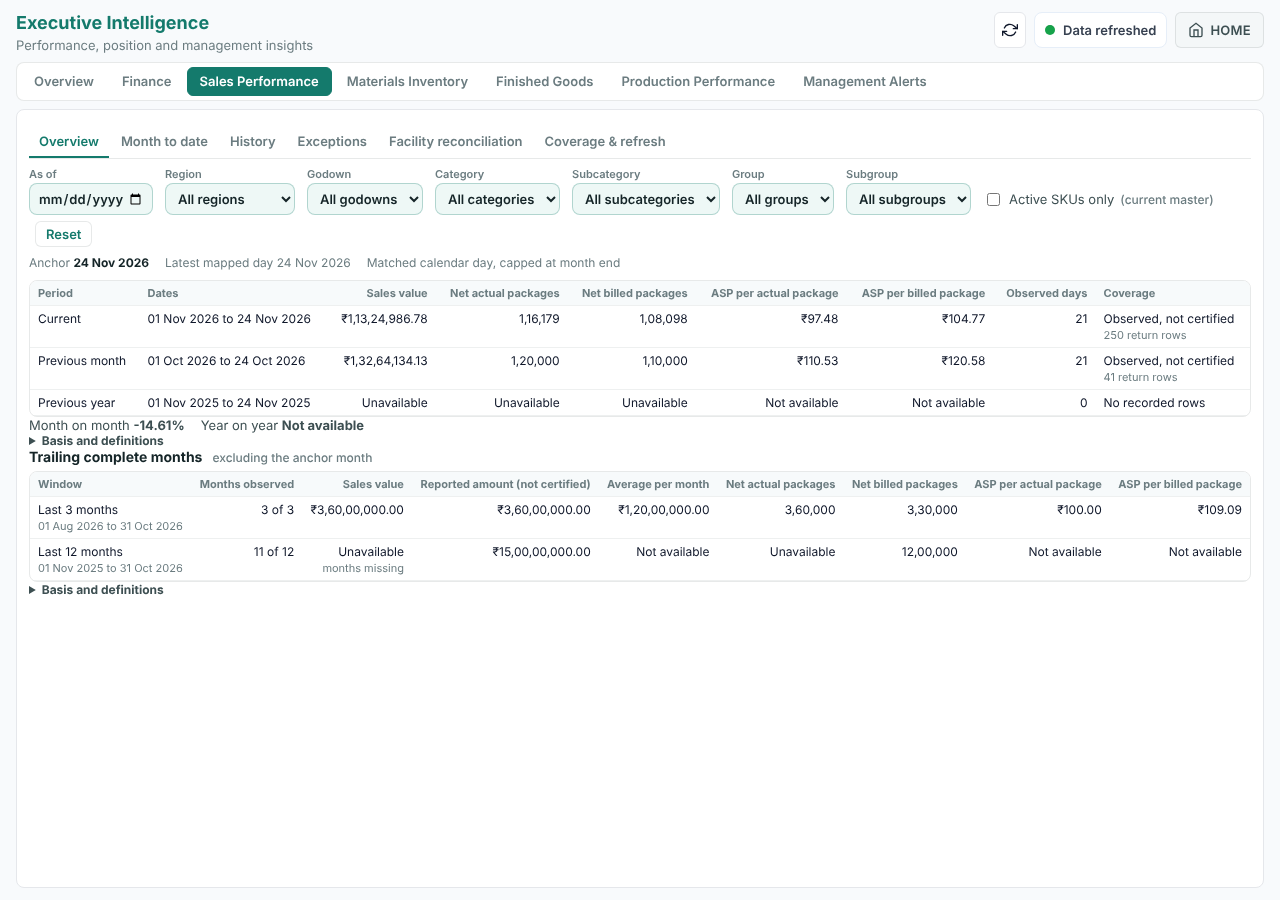 Executive Intelligence
Performance, position and management insights
Data refreshed
HOME
Overview Finance Sales Performance Materials Inventory Finished Goods Production Performance Management Alerts
Overview Month to date History Exceptions Facility reconciliation Coverage & refresh
As of Region Godown Category Subcategory Group Subgroup
mm/dd/yyyy All regions All godowns All categories All subcategories All groups All subgroups Active SKUs only (current master)
Reset
Anchor 24 Nov 2026 Latest mapped day 24 Nov 2026 Matched calendar day, capped at month end
Period Dates Sales value Net actual packages Net billed packages ASP per actual package ASP per billed package Observed days Coverage
Current 01 Nov 2026 to 24 Nov 2026 ₹1,13,24,986.78 1,16,179 1,08,098 ₹97.48 ₹104.77 21 Observed, not certified
250 return rows
Previous month 01 Oct 2026 to 24 Oct 2026 ₹1,32,64,134.13 1,20,000 1,10,000 ₹110.53 ₹120.58 21 Observed, not certified
41 return rows
Previous year 01 Nov 2025 to 24 Nov 2025 Unavailable Unavailable Unavailable Not available Not available 0 No recorded rows
Month on month -14.61% Year on year Not available
Basis and definitions
Trailing complete months excluding the anchor month
Window Months observed Sales value Reported amount (not certified) Average per month Net actual packages Net billed packages ASP per actual package ASP per billed package
Last 3 months 3 of 3 ₹3,60,00,000.00 ₹3,60,00,000.00 ₹1,20,00,000.00 3,60,000 3,30,000 ₹100.00 ₹109.09
01 Aug 2026 to 31 Oct 2026
Last 12 months 11 of 12 Unavailable ₹15,00,00,000.00 Not available Unavailable 12,00,000 Not available Not available
01 Nov 2025 to 31 Oct 2026 months missing
Basis and definitions